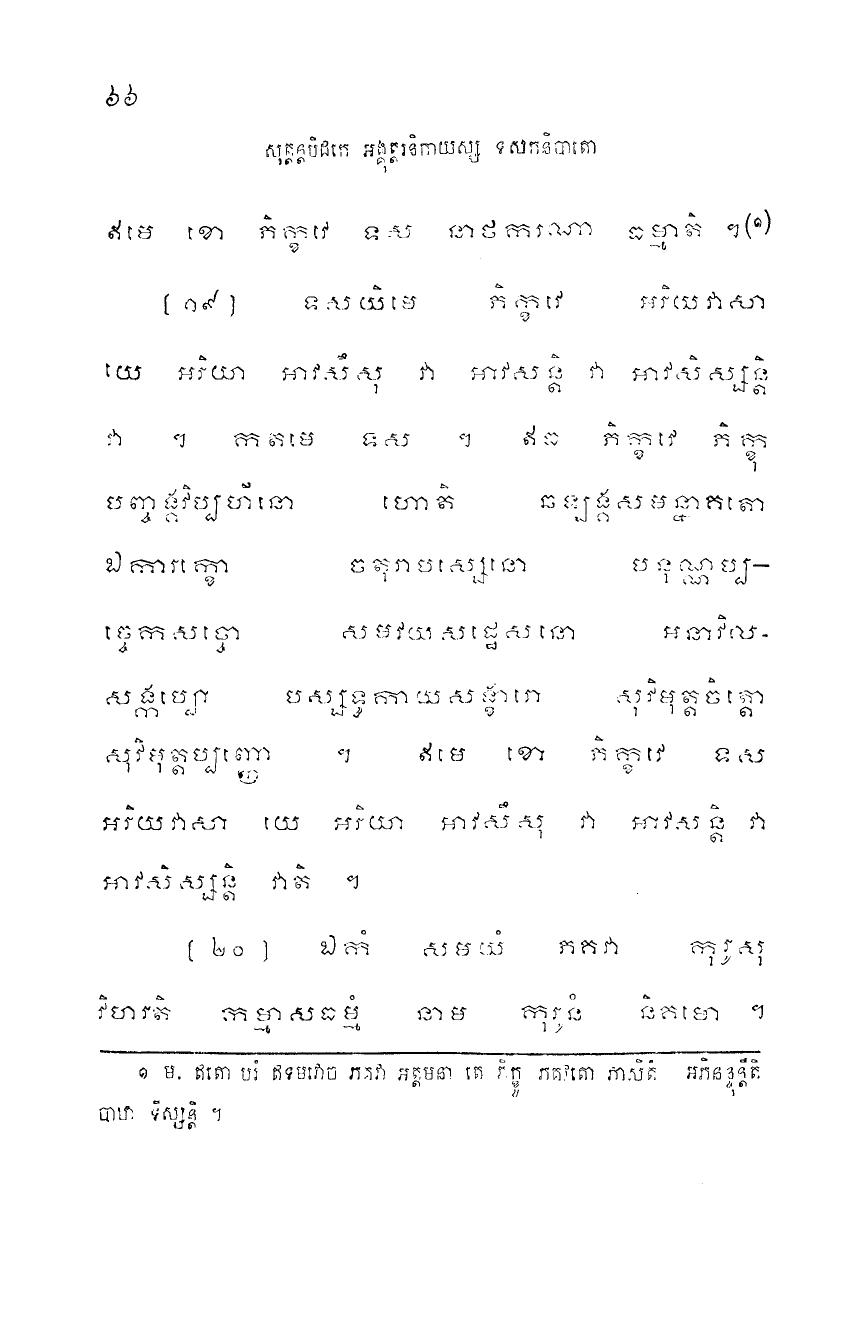 ៦៦
សុត្តន្តបិដកេ អង្គុត្តរនិកាយស្ស ទសកនិបាតោ
ឥមេ ខោ ភិក្ខវេ ទស នាថករណា ធម្មាតិ ។(១)
[ ១៩ ] ទសយិមេ ភិក្ខវេ អរិយវាសា
យេ អរិយា អាវសឹសុ វា អាវសន្តិ វា អាវសិស្សន្តិ
វា ។ កតមេ ទស ។ ឥធ ភិក្ខវេ ភិក្ខុ
បញ្ចង្គវិប្បហីនោ ហោតិ ឆឡង្គសមន្នាគតោ
ឯការក្ខោ ចតុរាបស្សេនោ បនុណ្ណប្ប-
ច្ចេកសច្ចោ សមវយសដ្ឋេសនោ អនាវិល-
សង្កប្បោ បស្សទ្ធកាយសង្ខារោ សុវិមុត្តចិត្តោ
សុវិមុត្តប្បញ្ញោ ។ ឥមេ ខោ ភិក្ខវេ ទស
អរិយវាសា យេ អរិយា អាវសឹសុ វា អាវសន្តិ វា
អាវសិស្សន្តិ វាតិ ។
[ ២០ ] ឯកំ សមយំ ភគវា កុរូសុ
វិហរតិ កម្មាសធម្មំ នាម កុរូនំ និគមោ ។
១ ម. ឥតោ បរំ ឥទមវោច ភគវា អត្តមនា តេ ភិក្ខូ ភគវតោ ភាសិតំ អភិនន្ទុន្តីតិ
បាឋា ទិស្សន្តិ ។